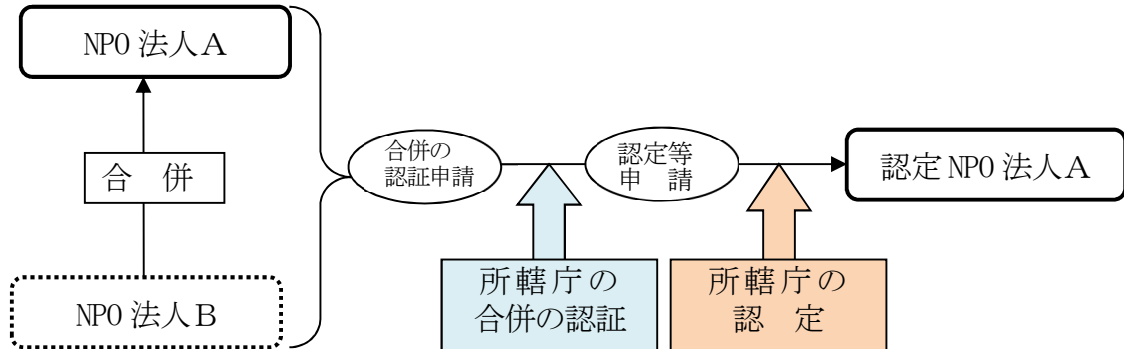 NPO 法人A
合 併
NPO 法人B
合併の
認証申請
認定等
申 請
認定 NPO 法人A
所轄庁の
合併の認証
所轄庁の
認 定